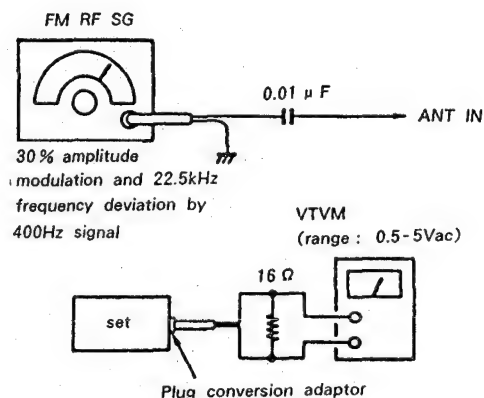 FM RF SG
0.01 μF
ANT IN
30% amplitude
modulation and 22.5kHz
frequency deviation by
400Hz signal
VTVM
(range : 0.5-5Vac)
16 Ω
set
Plug conversion adaptor